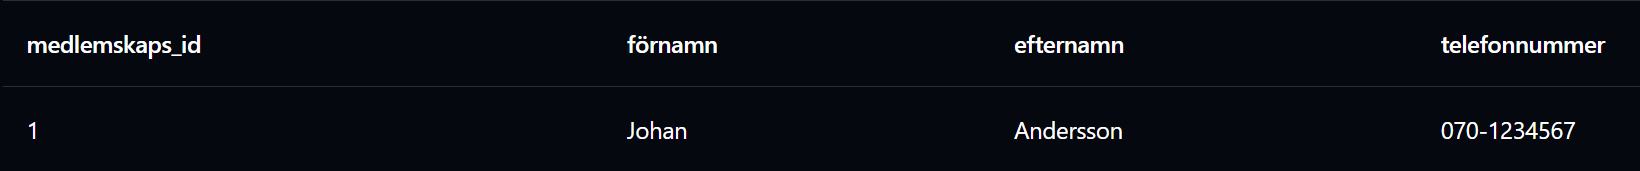 medlemskaps_id förnamn efternamn telefonnummer
1 Johan Andersson 070-1234567